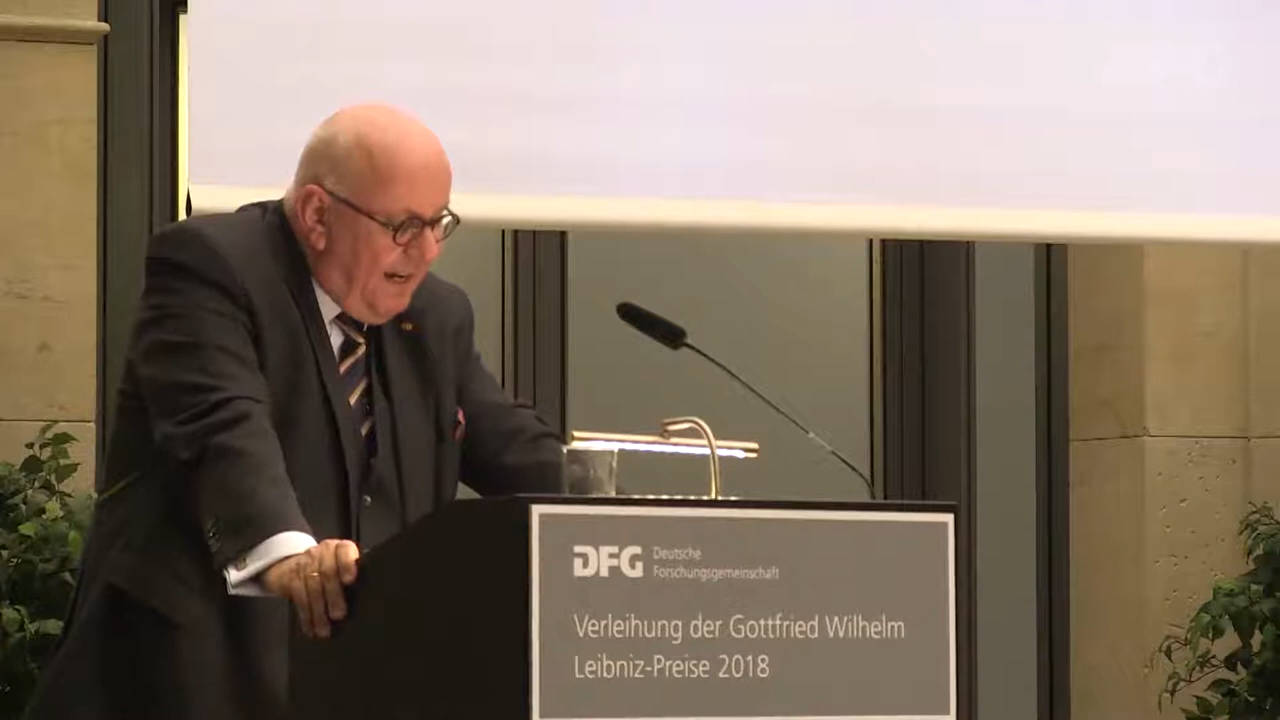 DFG
Deutsche
Forschungsgemeinschaft
Verleihung der Gottfried Wilhelm
Leibniz-Preise 2018